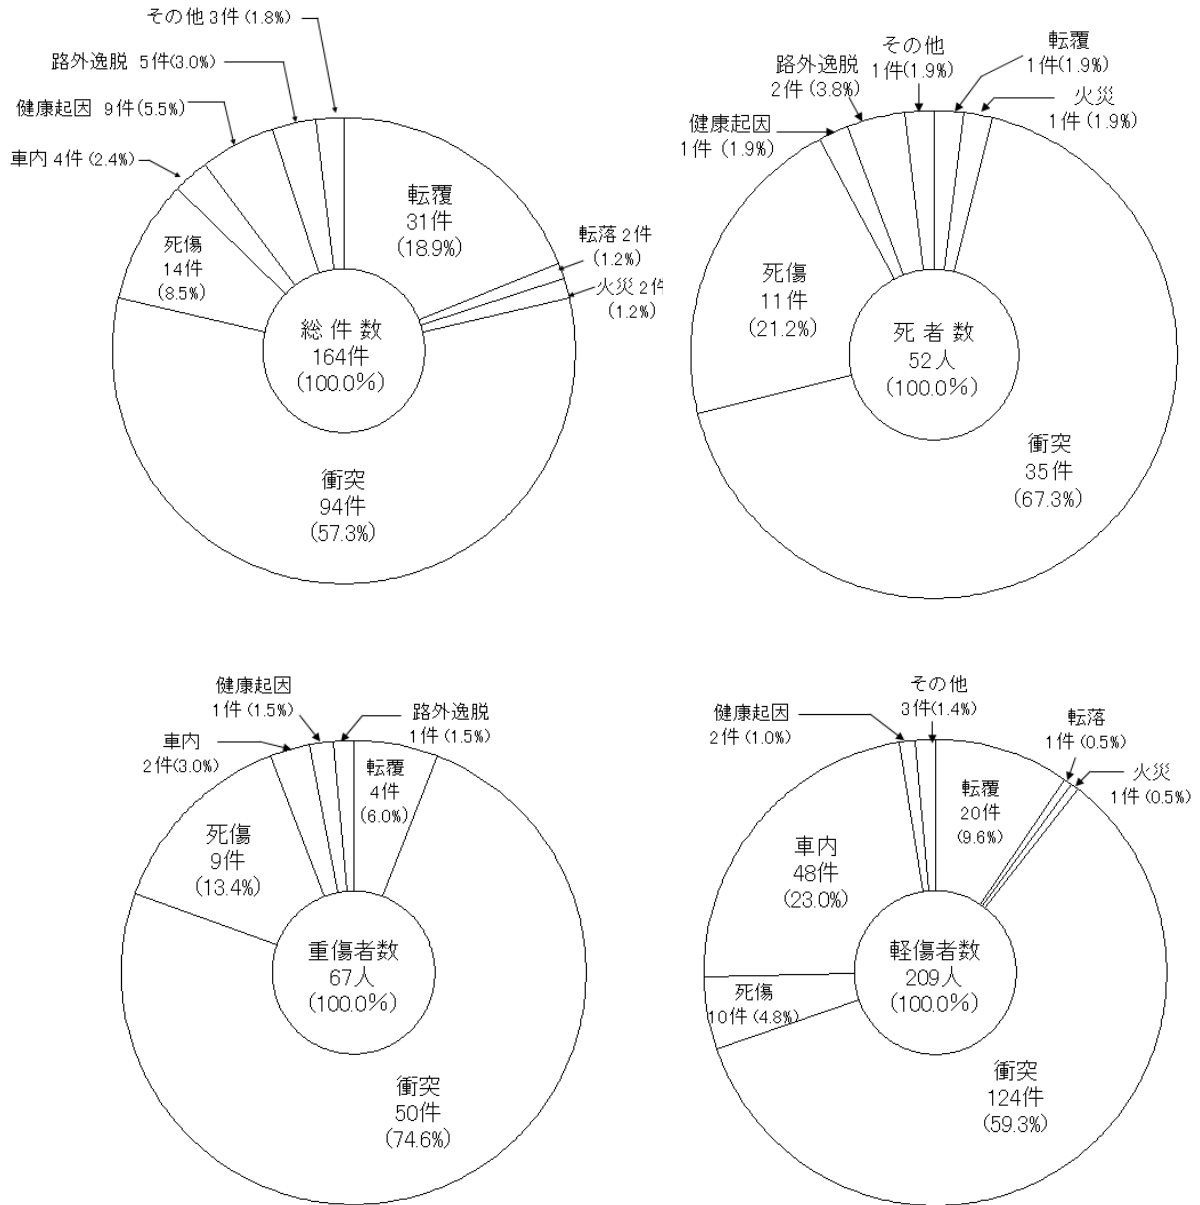 その他 3件 (1.8%)
路外逸脱 5件(3.0%)
健康起因 9件(5.5%)
車内 4件 (2.4%)
転覆
31件
(18.9%)
転落 2件
(1.2%)
火災 2件
(1.2%)
死傷
14件
(8.5%)
総件数
164件
(100.0%)
衝突
94件
(57.3%)
その他
1件(1.9%)
転覆
1件(1.9%)
路外逸脱
2件 (3.8%)
火災
1件 (1.9%)
健康起因
1件 (1.9%)
死傷
11件
(21.2%)
死者数
52人
(100.0%)
衝突
35件
(67.3%)
健康起因
1件 (1.5%)
路外逸脱
1件 (1.5%)
車内
2件(3.0%)
転覆
4件
(6.0%)
死傷
9件
(13.4%)
重傷者数
67人
(100.0%)
衝突
50件
(74.6%)
その他
3件(1.4%)
健康起因
2件 (1.0%)
転落
1件 (0.5%)
火災
1件 (0.5%)
転覆
20件
(9.6%)
車内
48件
(23.0%)
軽傷者数
209人
(100.0%)
死傷
10件 (4.8%)
衝突
124件
(59.3%)